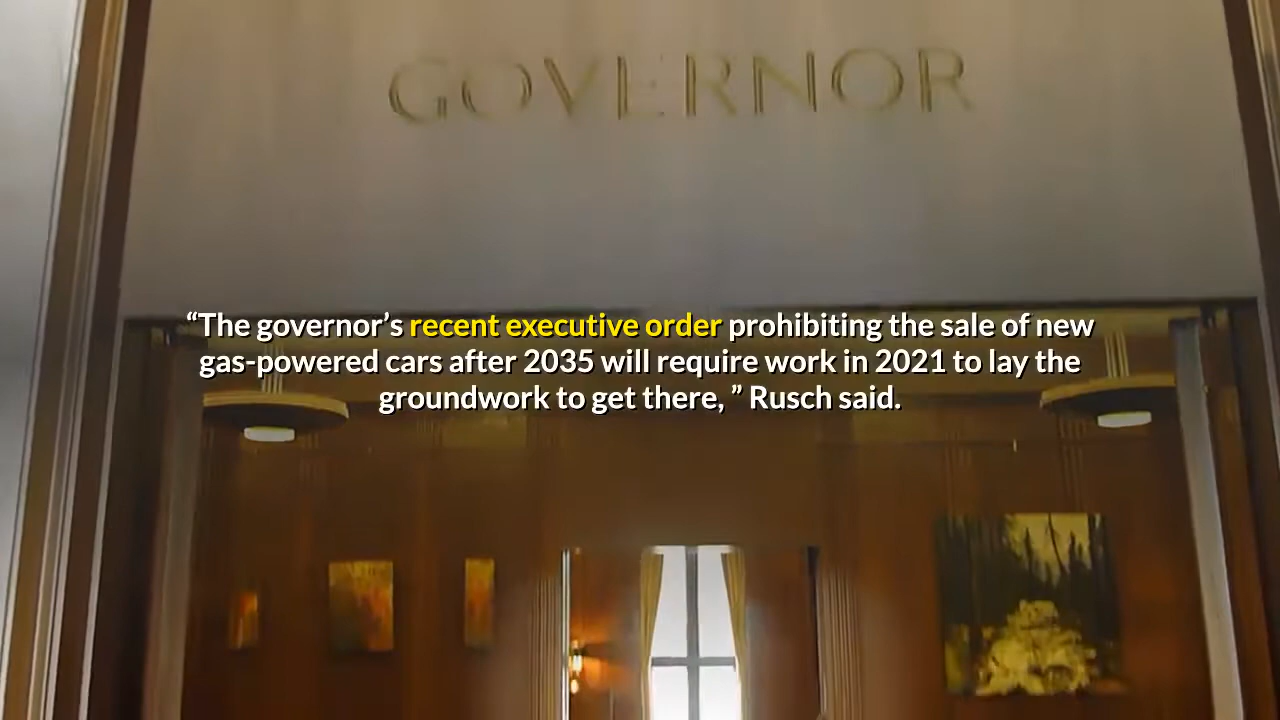 GOVERNOR
“The governor’s recent executive order prohibiting the sale of new
gas-powered cars after 2035 will require work in 2021 to lay the
groundwork to get there, ” Rusch said.